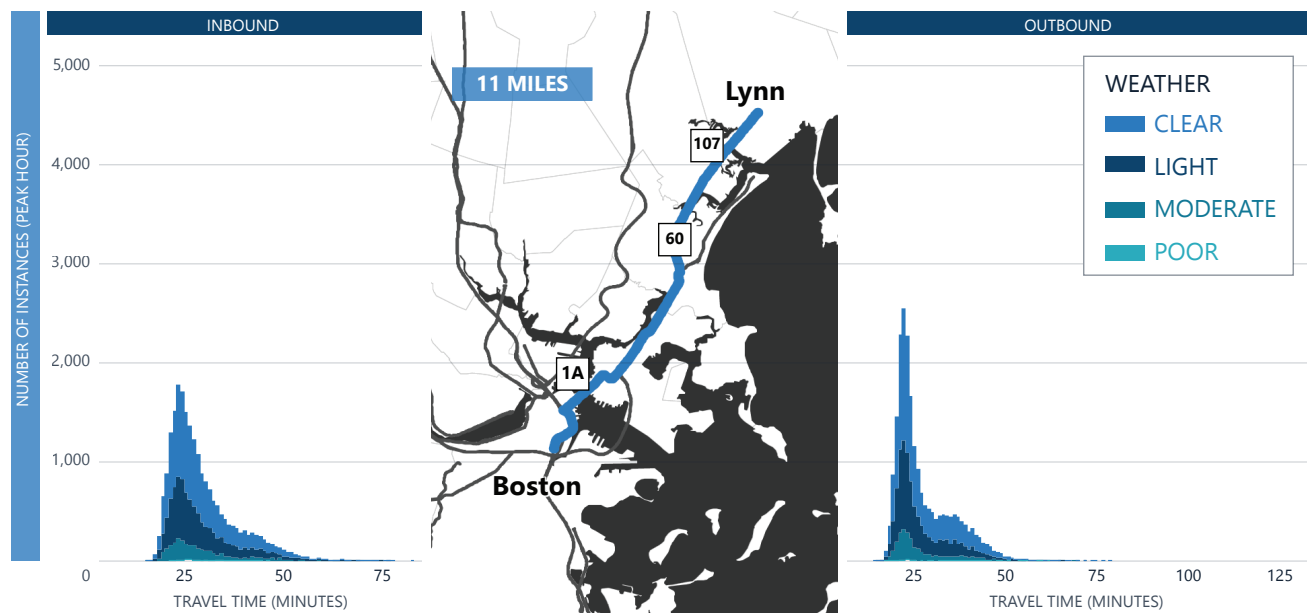 INBOUND
OUTBOUND
NUMBER OF INSTANCES (PEAK HOUR)
5,000
4,000
3,000
2,000
1,000
0
25
50
75
TRAVEL TIME (MINUTES)
11 MILES
Lynn
107
60
1A
Boston
WEATHER
CLEAR
LIGHT
MODERATE
POOR
25
50
75
100
125
TRAVEL TIME (MINUTES)